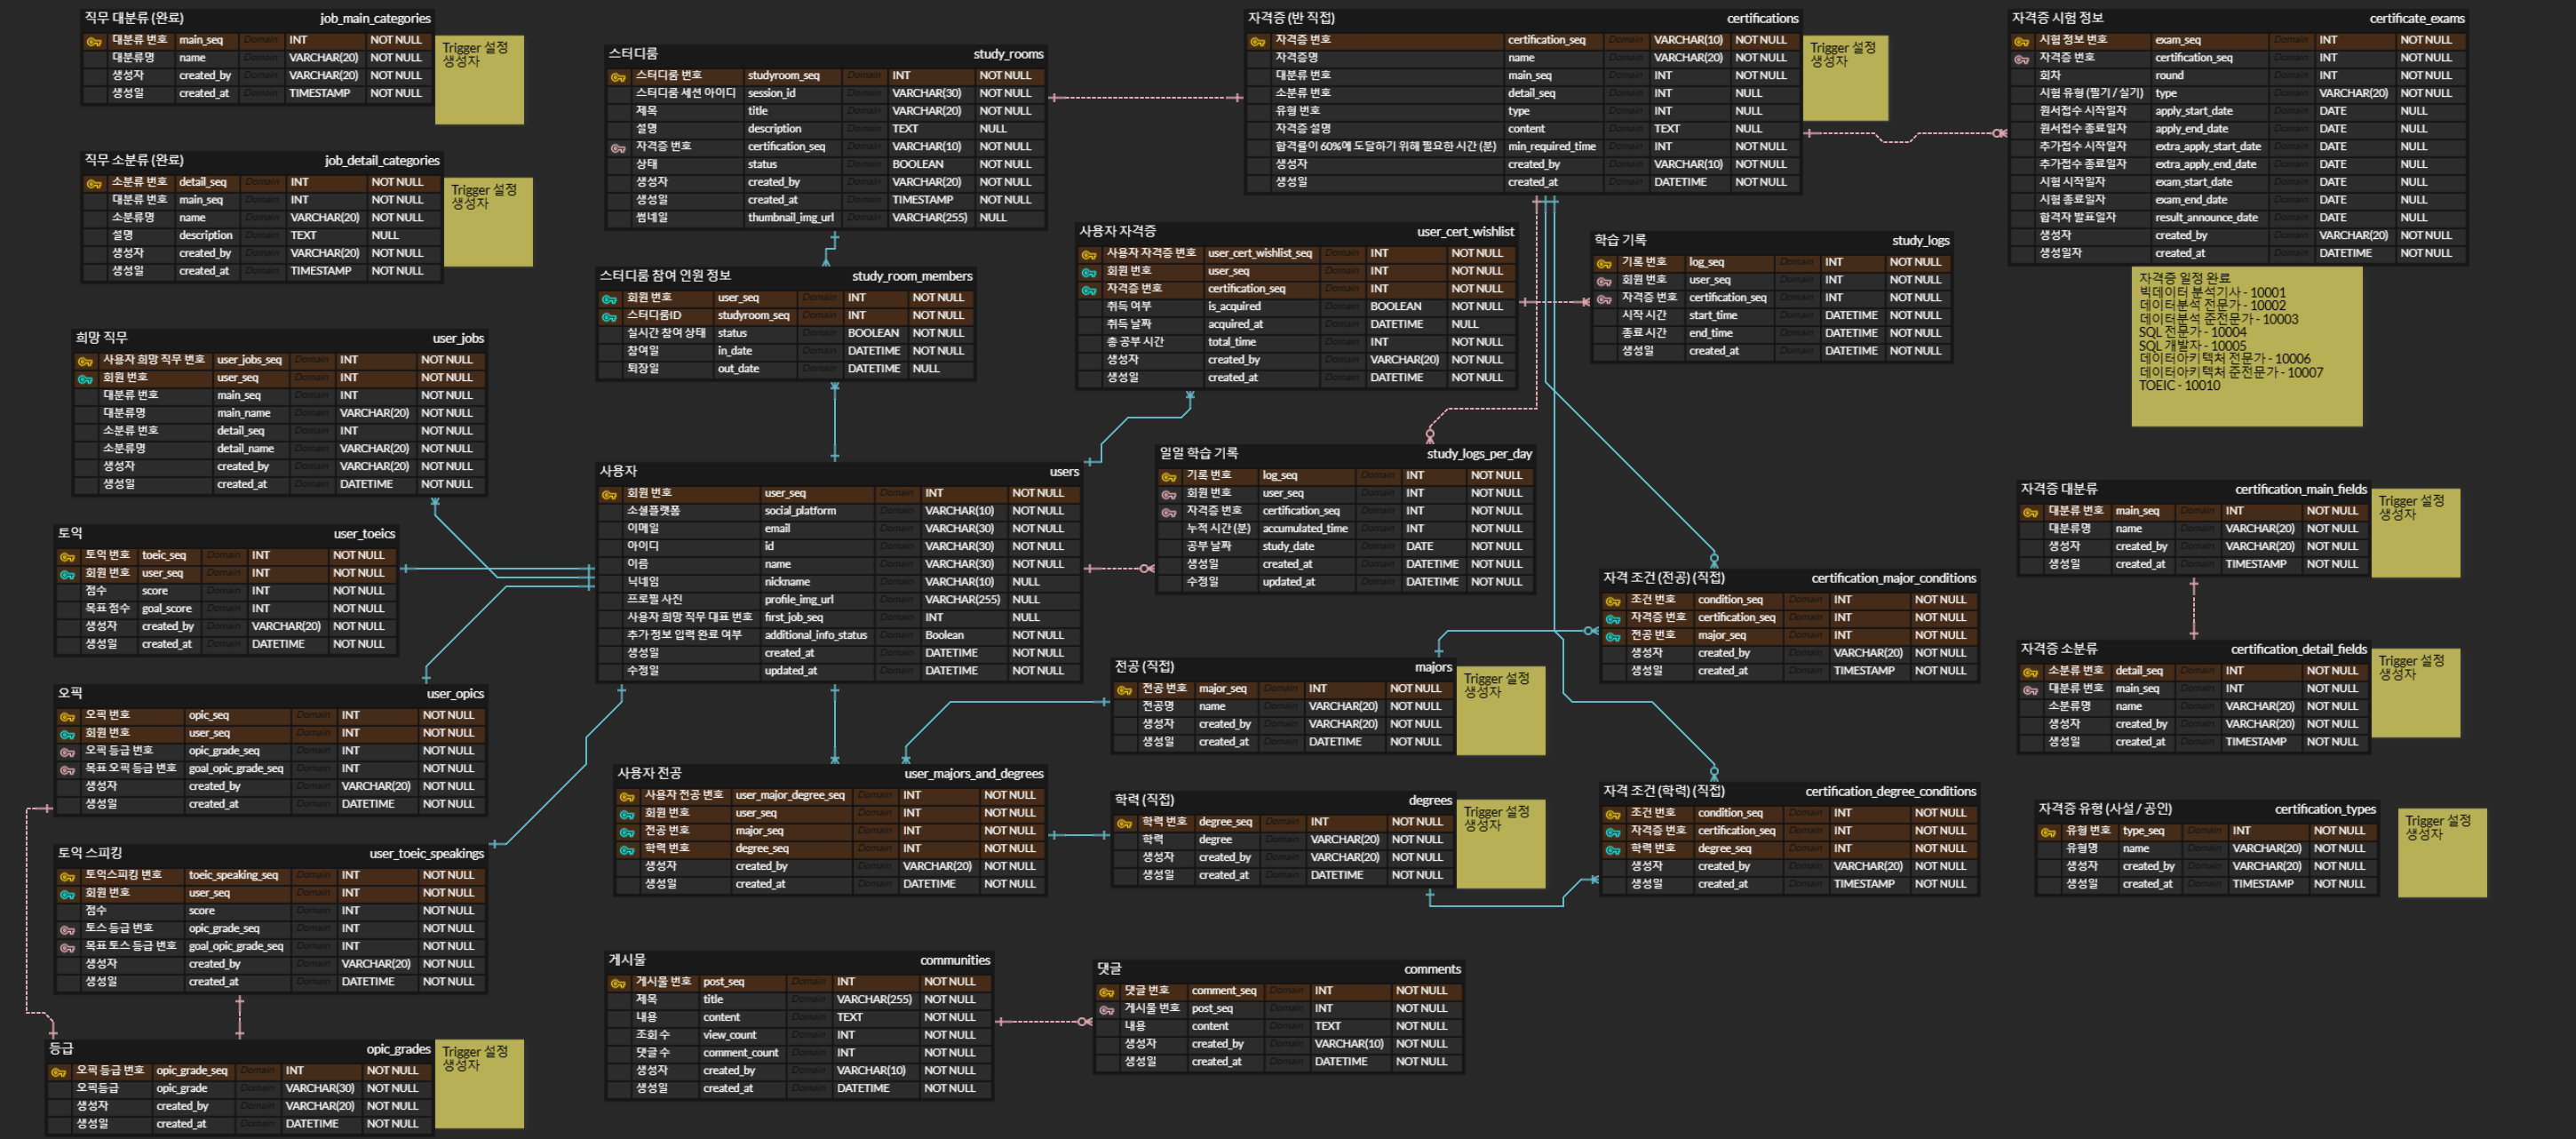 직무 대분류 (완료) job_main_categories
대분류 번호 main_seq Domain INT NOT NULL
대분류명 name Domain VARCHAR(20) NOT NULL
생성자 created_by Domain VARCHAR(20) NOT NULL
생성일 created_at Domain TIMESTAMP NOT NULL
Trigger 설정
생성자
직무 소분류 (완료) job_detail_categories
소분류 번호 detail_seq Domain INT NOT NULL
대분류 번호 main_seq Domain INT NOT NULL
소분류명 name Domain VARCHAR(20) NOT NULL
설명 description Domain TEXT NULL
생성자 created_by Domain VARCHAR(20) NOT NULL
생성일 created_at Domain TIMESTAMP NOT NULL
Trigger 설정
생성자
희망 직무 user_jobs
사용자 희망 직무 번호 user_jobs_seq Domain INT NOT NULL
회원 번호 user_seq Domain INT NOT NULL
대분류 번호 main_seq Domain INT NOT NULL
대분류명 main_name Domain VARCHAR(20) NOT NULL
소분류 번호 detail_seq Domain INT NOT NULL
소분류명 detail_name Domain VARCHAR(20) NOT NULL
생성자 created_by Domain VARCHAR(20) NOT NULL
생성일 created_at Domain DATETIME NOT NULL
토익 user_toeics
토익 번호 toeic_seq Domain INT NOT NULL
회원 번호 user_seq Domain INT NOT NULL
점수 score Domain INT NOT NULL
목표 점수 goal_score Domain INT NOT NULL
생성자 created_by Domain VARCHAR(20) NOT NULL
생성일 created_at Domain DATETIME NOT NULL
오픽 user_opics
오픽 번호 opic_seq Domain INT NOT NULL
회원 번호 user_seq Domain INT NOT NULL
오픽 등급 번호 opic_grade_seq Domain INT NOT NULL
목표 오픽 등급 번호 goal_opic_grade_seq Domain INT NOT NULL
생성자 created_by Domain VARCHAR(20) NOT NULL
생성일 created_at Domain DATETIME NOT NULL
토익 스피킹 user_toeic_speakings
토익스피킹 번호 toeic_speaking_seq Domain INT NOT NULL
회원 번호 user_seq Domain INT NOT NULL
점수 score Domain INT NOT NULL
토스 등급 번호 opic_grade_seq Domain INT NOT NULL
목표 토스 등급 번호 goal_opic_grade_seq Domain INT NOT NULL
생성자 created_by Domain VARCHAR(20) NOT NULL
생성일 created_at Domain DATETIME NOT NULL
등급 opic_grades
오픽 등급 번호 opic_grade_seq Domain INT NOT NULL
오픽등급 opic_grade Domain VARCHAR(30) NOT NULL
생성자 created_by Domain VARCHAR(20) NOT NULL
생성일 created_at Domain DATETIME NOT NULL
Trigger 설정
생성자
스터디룸 study_rooms
스터디룸 번호 studyroom_seq Domain INT NOT NULL
스터디룸 세션 아이디 session_id Domain VARCHAR(30) NOT NULL
제목 title Domain VARCHAR(20) NOT NULL
설명 description Domain TEXT NULL
자격증 번호 certification_seq Domain VARCHAR(10) NOT NULL
상태 status Domain BOOLEAN NOT NULL
생성자 created_by Domain VARCHAR(20) NOT NULL
생성일 created_at Domain TIMESTAMP NOT NULL
썸네일 thumbnail_img_url Domain VARCHAR(255) NULL
스터디룸 참여 인원 정보 study_room_members
회원 번호 user_seq Domain INT NOT NULL
스터디룸ID studyroom_seq Domain INT NOT NULL
실시간 참여 상태 status Domain BOOLEAN NOT NULL
참여일 in_date Domain DATETIME NOT NULL
퇴장일 out_date Domain DATETIME NULL
사용자 users
회원 번호 user_seq Domain INT NOT NULL
소셜플랫폼 social_platform Domain VARCHAR(10) NOT NULL
이메일 email Domain VARCHAR(30) NOT NULL
아이디 id Domain VARCHAR(30) NOT NULL
이름 name Domain VARCHAR(30) NOT NULL
닉네임 nickname Domain VARCHAR(10) NULL
프로필 사진 profile_img_url Domain VARCHAR(255) NULL
사용자 희망 직무 대표 번호 first_job_seq Domain INT NULL
추가 정보 입력 완료 여부 additional_info_status Domain Boolean NOT NULL
생성일 created_at Domain DATETIME NOT NULL
수정일 updated_at Domain DATETIME NOT NULL
사용자 전공 user_majors_and_degrees
사용자 전공 번호 user_major_degree_seq Domain INT NOT NULL
회원 번호 user_seq Domain INT NOT NULL
전공 번호 major_seq Domain INT NOT NULL
학력 번호 degree_seq Domain INT NOT NULL
생성자 created_by Domain VARCHAR(20) NOT NULL
생성일 created_at Domain DATETIME NOT NULL
게시물 communities
게시물 번호 post_seq Domain INT NOT NULL
제목 title Domain VARCHAR(255) NOT NULL
내용 content Domain TEXT NOT NULL
조회 수 view_count Domain INT NOT NULL
댓글 수 comment_count Domain INT NOT NULL
생성자 created_by Domain VARCHAR(10) NOT NULL
생성일 created_at Domain DATETIME NOT NULL
댓글 comments
댓글 번호 comment_seq Domain INT NOT NULL
게시물 번호 post_seq Domain INT NOT NULL
내용 content Domain TEXT NOT NULL
생성자 created_by Domain VARCHAR(10) NOT NULL
생성일 created_at Domain DATETIME NOT NULL
자격증 (반 직접) certifications
자격증 번호 certification_seq Domain VARCHAR(10) NOT NULL
자격증명 name Domain VARCHAR(20) NOT NULL
대분류 번호 main_seq Domain INT NOT NULL
소분류 번호 detail_seq Domain INT NULL
유형 번호 type Domain INT NULL
자격증 설명 content Domain TEXT NULL
합격률이 60%에 도달하기 위해 필요한 시간 (분) min_required_time Domain INT NOT NULL
생성자 created_by Domain VARCHAR(10) NOT NULL
생성일 created_at Domain DATETIME NOT NULL
Trigger 설정
생성자
사용자 자격증 user_cert_wishlist
사용자 자격증 번호 user_cert_wishlist_seq Domain INT NOT NULL
회원 번호 user_seq Domain INT NOT NULL
자격증 번호 certification_seq Domain INT NOT NULL
취득 여부 is_acquired Domain BOOLEAN NOT NULL
취득 날짜 acquired_at Domain DATETIME NULL
총 공부 시간 total_time Domain INT NOT NULL
생성자 created_by Domain VARCHAR(20) NOT NULL
생성일 created_at Domain DATETIME NOT NULL
학습 기록 study_logs
기록 번호 log_seq Domain INT NOT NULL
회원 번호 user_seq Domain INT NOT NULL
자격증 번호 certification_seq Domain INT NOT NULL
시작 시간 start_time Domain DATETIME NOT NULL
종료 시간 end_time Domain DATETIME NOT NULL
생성일 created_at Domain DATETIME NOT NULL
일일 학습 기록 study_logs_per_day
기록 번호 log_seq Domain INT NOT NULL
회원 번호 user_seq Domain INT NOT NULL
자격증 번호 certification_seq Domain INT NOT NULL
누적 시간 (분) accumulated_time Domain INT NOT NULL
공부 날짜 study_date Domain DATE NOT NULL
생성일 created_at Domain DATETIME NOT NULL
수정일 updated_at Domain DATETIME NOT NULL
전공 (직접) majors
전공 번호 major_seq Domain INT NOT NULL
전공명 name Domain VARCHAR(20) NOT NULL
생성자 created_by Domain VARCHAR(20) NOT NULL
생성일 created_at Domain DATETIME NOT NULL
Trigger 설정
생성자
학력 (직접) degrees
학력 번호 degree_seq Domain INT NOT NULL
학력 degree Domain VARCHAR(20) NOT NULL
생성자 created_by Domain VARCHAR(20) NOT NULL
생성일 created_at Domain DATETIME NOT NULL
Trigger 설정
생성자
자격 조건 (전공) (직접) certification_major_conditions
조건 번호 condition_seq Domain INT NOT NULL
자격증 번호 certification_seq Domain INT NOT NULL
전공 번호 major_seq Domain INT NOT NULL
생성자 created_by Domain VARCHAR(20) NOT NULL
생성일 created_at Domain TIMESTAMP NOT NULL
자격 조건 (학력) (직접) certification_degree_conditions
조건 번호 condition_seq Domain INT NOT NULL
자격증 번호 certification_seq Domain INT NOT NULL
학력 번호 degree_seq Domain INT NOT NULL
생성자 created_by Domain VARCHAR(20) NOT NULL
생성일 created_at Domain TIMESTAMP NOT NULL
자격증 시험 정보 certificate_exams
시험 정보 번호 exam_seq Domain INT NOT NULL
자격증 번호 certification_seq Domain INT NOT NULL
회차 round Domain INT NOT NULL
시험 유형 (필기 / 실기) type Domain VARCHAR(20) NOT NULL
원서접수 시작일자 apply_start_date Domain DATE NULL
원서접수 종료일자 apply_end_date Domain DATE NULL
추가접수 시작일자 extra_apply_start_date Domain DATE NULL
추가접수 종료일자 extra_apply_end_date Domain DATE NULL
시험 시작일자 exam_start_date Domain DATE NULL
시험 종료일자 exam_end_date Domain DATE NULL
합격자 발표일자 result_announce_date Domain DATE NULL
생성자 created_by Domain VARCHAR(20) NOT NULL
생성일자 created_at Domain DATETIME NOT NULL
자격증 일정 완료
빅데이터 분석기사 - 10001
데이터분석 전문가 - 10002
데이터분석 준전문가 - 10003
SQL 전문가 - 10004
SQL 개발자 - 10005
데이터아키텍처 전문가 - 10006
데이터아키텍처 준전문가 - 10007
TOEIC - 10010
자격증 대분류 certification_main_fields
대분류 번호 main_seq Domain INT NOT NULL
대분류명 name Domain VARCHAR(20) NOT NULL
생성자 created_by Domain VARCHAR(20) NOT NULL
생성일 created_at Domain TIMESTAMP NOT NULL
Trigger 설정
생성자
자격증 소분류 certification_detail_fields
소분류 번호 detail_seq Domain INT NOT NULL
대분류 번호 main_seq Domain INT NOT NULL
소분류명 name Domain VARCHAR(20) NOT NULL
생성자 created_by Domain VARCHAR(20) NOT NULL
생성일 created_at Domain TIMESTAMP NOT NULL
Trigger 설정
생성자
자격증 유형 (사설 / 공인) certification_types
유형 번호 type_seq Domain INT NOT NULL
유형명 name Domain VARCHAR(20) NOT NULL
생성자 created_by Domain VARCHAR(20) NOT NULL
생성일 created_at Domain TIMESTAMP NOT NULL
Trigger 설정
생성자